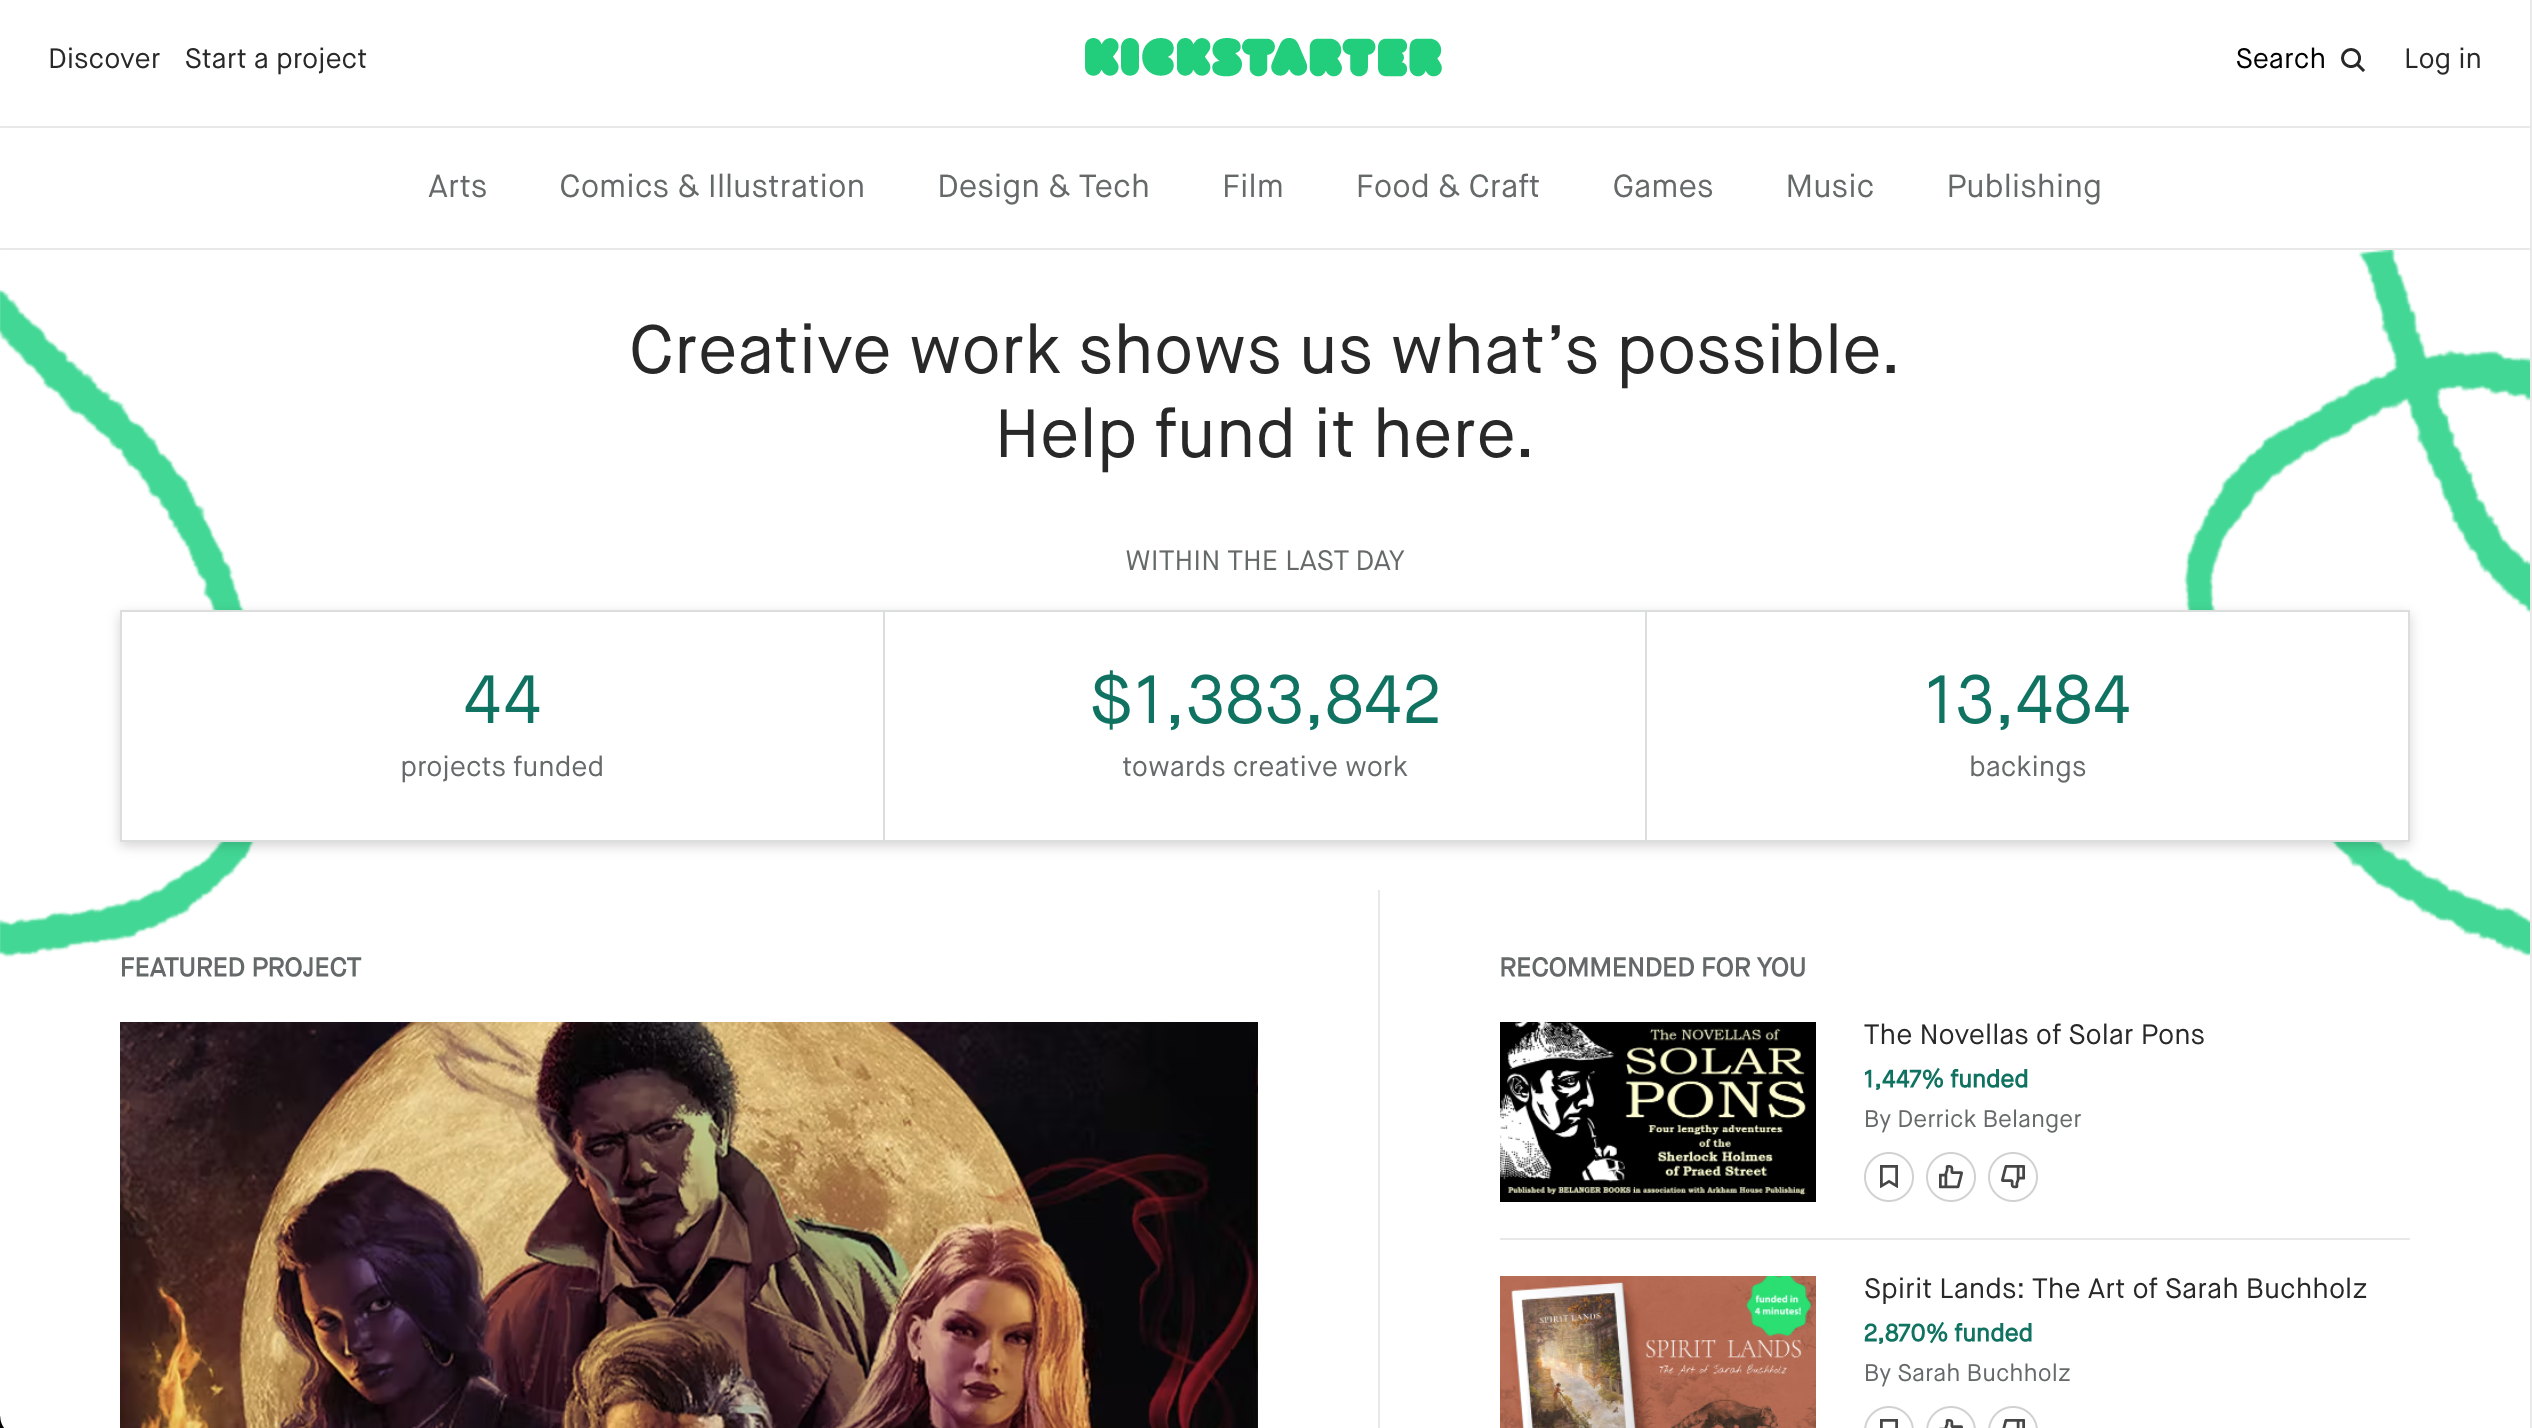 Discover Start a project KICKSTARTER Search Log in
Arts Comics & Illustration Design & Tech Film Food & Craft Games Music Publishing
Creative work shows us what’s possible.
Help fund it here.
WITHIN THE LAST DAY
44
projects funded
$1,383,842
towards creative work
13,484
backings
FEATURED PROJECT
RECOMMENDED FOR YOU
The NOVELLAS of
SOLAR
PONS
Four lengthy adventures
of the
Sherlock Holmes
of Praed Street
Published by BELANGER BOOKS in association with Arkham House Publishing
The Novellas of Solar Pons
1,447% funded
By Derrick Belanger
funded in
4 minutes!
SPIRIT LANDS
SPIRIT LANDS
The Art of Sarah Buchholz
Spirit Lands: The Art of Sarah Buchholz
2,870% funded
By Sarah Buchholz